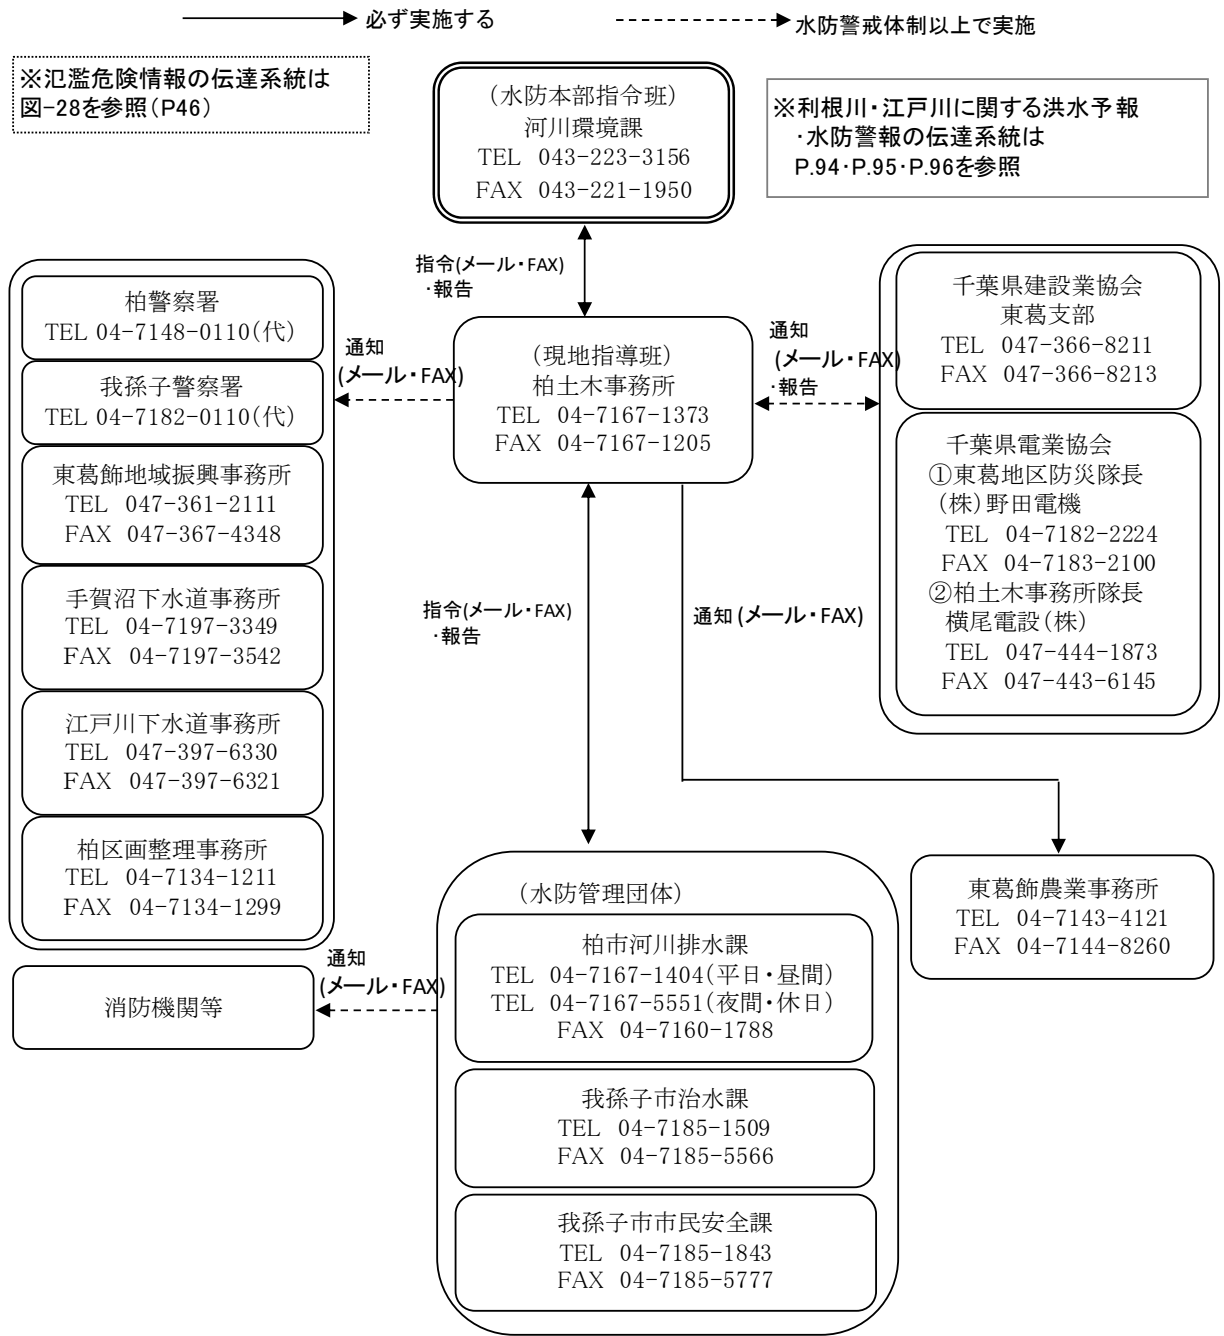 必ず実施する
水防警戒体制以上で実施
※氾濫危険情報の伝達系統は
図-28を参照(P46)
(水防本部指令班)
河川環境課
TEL 043-223-3156
FAX 043-221-1950
※利根川・江戸川に関する洪水予報
・水防警報の伝達系統は
P.94・P.95・P.96を参照
指令(メール・FAX)
・報告
柏警察署
TEL 04-7148-0110(代)
我孫子警察署
TEL 04-7182-0110(代)
東葛飾地域振興事務所
TEL 047-361-2111
FAX 047-367-4348
手賀沼下水道事務所
TEL 04-7197-3349
FAX 04-7197-3542
江戸川下水道事務所
TEL 047-397-6330
FAX 047-397-6321
柏区画整理事務所
TEL 04-7134-1211
FAX 04-7134-1299
通知
(メール・FAX)
(現地指導班)
柏土木事務所
TEL 04-7167-1373
FAX 04-7167-1205
通知
(メール・FAX)
・報告
千葉県建設業協会
東葛支部
TEL 047-366-8211
FAX 047-366-8213
千葉県電業協会
①東葛地区防災隊長
(株)野田電機
TEL 04-7182-2224
FAX 04-7183-2100
②柏土木事務所隊長
横尾電設(株)
TEL 047-444-1873
FAX 047-443-6145
指令(メール・FAX)
・報告
通知(メール・FAX)
東葛飾農業事務所
TEL 04-7143-4121
FAX 04-7144-8260
(水防管理団体)
柏市河川排水課
TEL 04-7167-1404(平日・昼間)
TEL 04-7167-5551(夜間・休日)
FAX 04-7160-1788
我孫子市治水課
TEL 04-7185-1509
FAX 04-7185-5566
我孫子市市民安全課
TEL 04-7185-1843
FAX 04-7185-5777
通知
(メール・FAX)
消防機関等